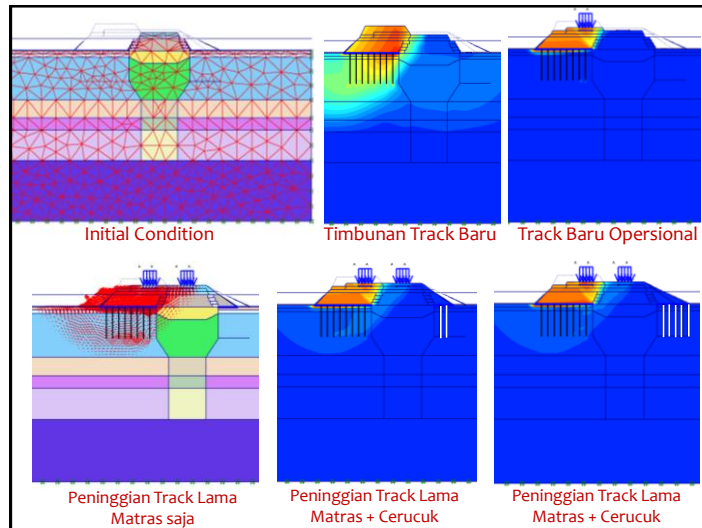 Initial Condition
Timbunan Track Baru
Track Baru Opersional
Peninggian Track Lama
Matras saja
Peninggian Track Lama
Matras + Cerucuk
Peninggian Track Lama
Matras + Cerucuk